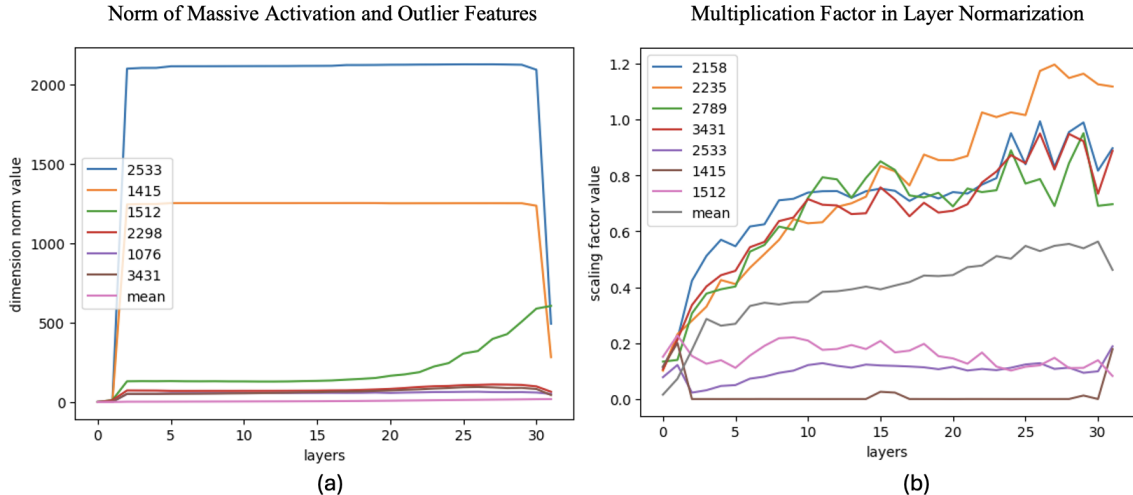 Norm of Massive Activation and Outlier Features
dimension norm value
2000
1500
1000
500
0
2533
1415
1512
2298
1076
3431
mean
0 5 10 15 20 25 30
layers
(a)
Multiplication Factor in Layer Normarization
scaling factor value
1.2
1.0
0.8
0.6
0.4
0.2
0.0
2158
2235
2789
3431
2533
1415
1512
mean
0 5 10 15 20 25 30
layers
(b)